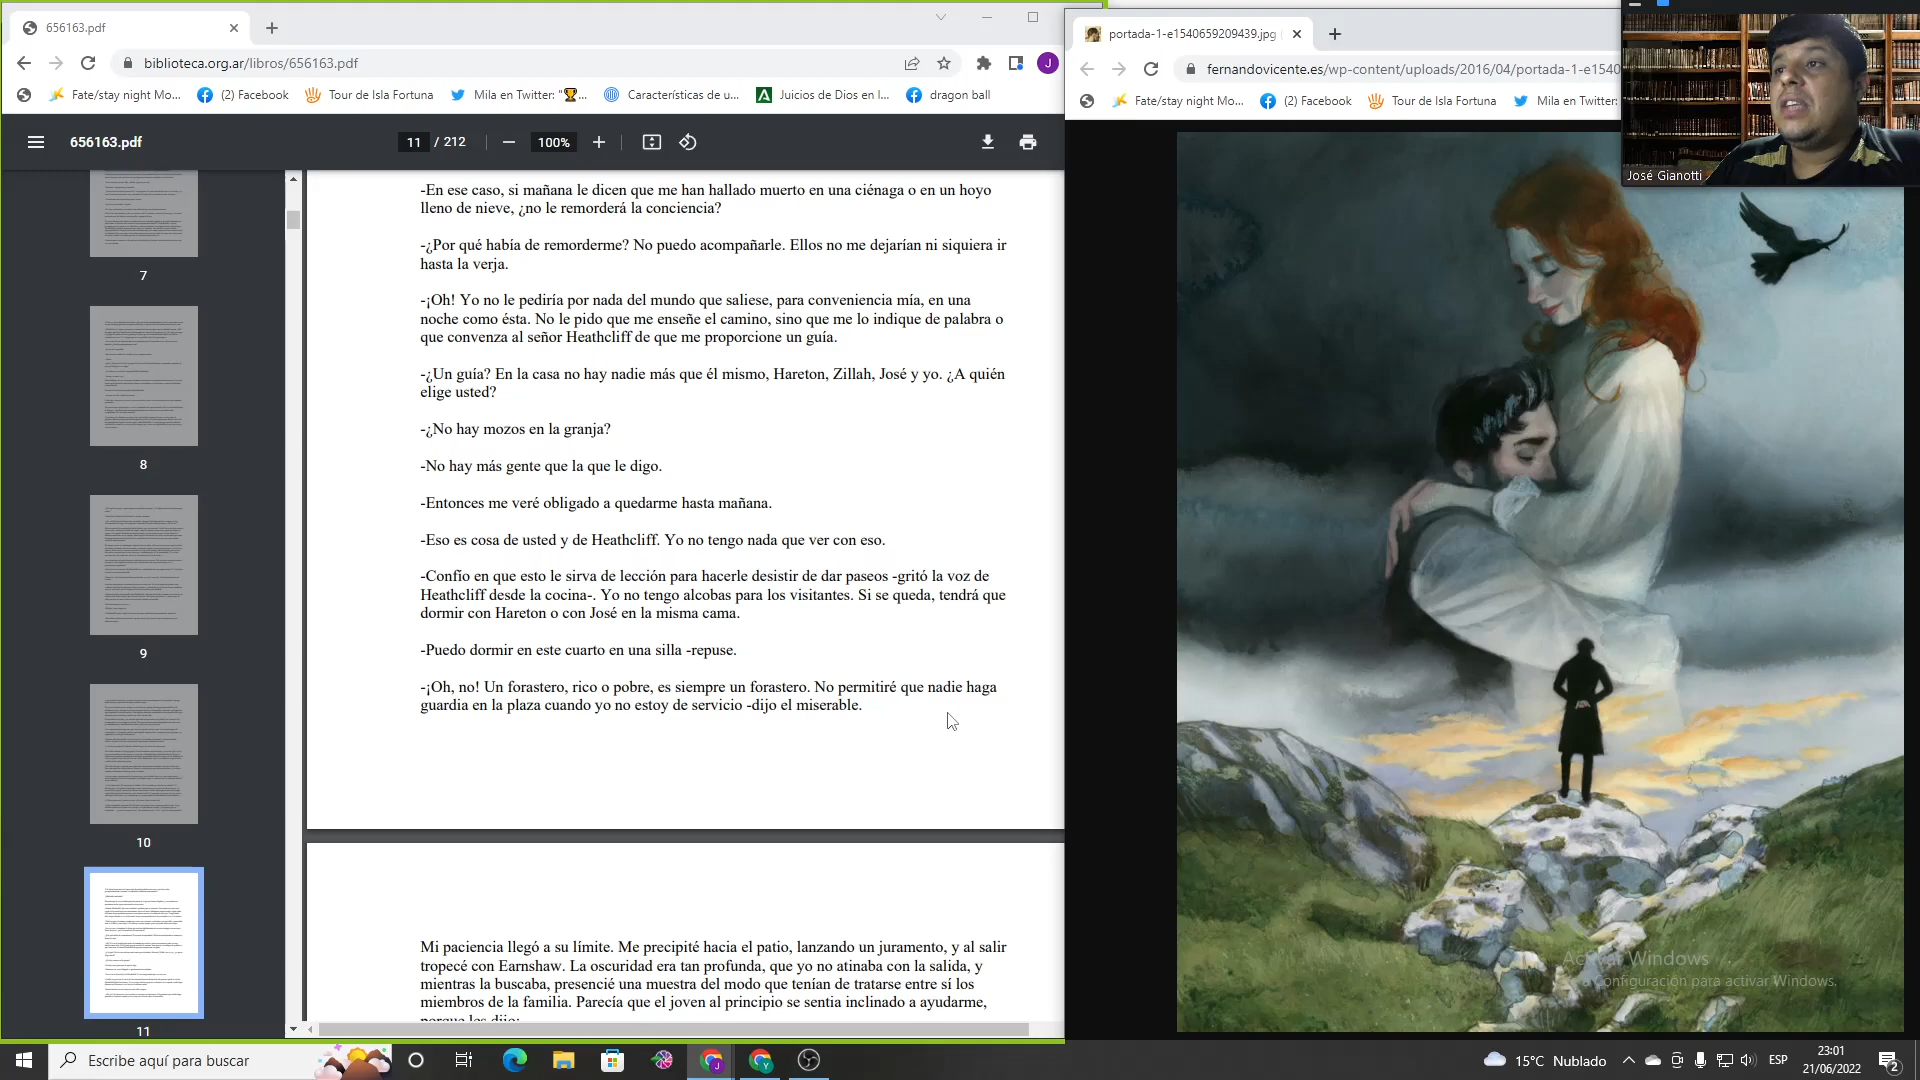 656163.pdf
biblioteca.org.ar/libros/656163.pdf
Fate/stay night Mo...
(2) Facebook
Tour de Isla Fortuna
Mila en Twitter: "🏆...
Características de u...
Juicios de Dios en l...
dragon ball
656163.pdf
11 / 212
100%
7
8
9
10
11
-En ese caso, si mañana le dicen que me han hallado muerto en una ciénaga o en un hoyo
lleno de nieve, ¿no le remorderá la conciencia?
-¿Por qué había de remorderme? No puedo acompañarle. Ellos no me dejarían ni siquiera ir
hasta la verja.
-¡Oh! Yo no le pediría por nada del mundo que saliese, para conveniencia mía, en una
noche como ésta. No le pido que me enseñe el camino, sino que me lo indique de palabra o
que convenza al señor Heathcliff de que me proporcione un guía.
-¿Un guía? En la casa no hay nadie más que él mismo, Hareton, Zillah, José y yo. ¿A quién
elige usted?
-¿No hay mozos en la granja?
-No hay más gente que la que le digo.
-Entonces me veré obligado a quedarme hasta mañana.
-Eso es cosa de usted y de Heathcliff. Yo no tengo nada que ver con eso.
-Confío en que esto le sirva de lección para hacerle desistir de dar paseos -gritó la voz de
Heathcliff desde la cocina-. Yo no tengo alcobas para los visitantes. Si se queda, tendrá que
dormir con Hareton o con José en la misma cama.
-Puedo dormir en este cuarto en una silla -repuse.
-¡Oh, no! Un forastero, rico o pobre, es siempre un forastero. No permitiré que nadie haga
guardia en la plaza cuando yo no estoy de servicio -dijo el miserable.
Mi paciencia llegó a su límite. Me precipité hacia el patio, lanzando un juramento, y al salir
tropecé con Earnshaw. La oscuridad era tan profunda, que yo no atinaba con la salida, y
mientras la buscaba, presencié una muestra del modo que tenían de tratarse entre sí los
miembros de la familia. Parecía que el joven al principio se sentia inclinado a ayudarme,
porque les dijo:
portada-1-e1540659209439.jpg
fernandovicente.es/wp-content/uploads/2016/04/portada-1-e1540
Fate/stay night Mo...
(2) Facebook
Tour de Isla Fortuna
Mila en Twitter:
José Gianotti
Activar Windows
a Configuración para activar Windows.
Escribe aquí para buscar
15°C Nublado
ESP
23:01
21/06/2022
2